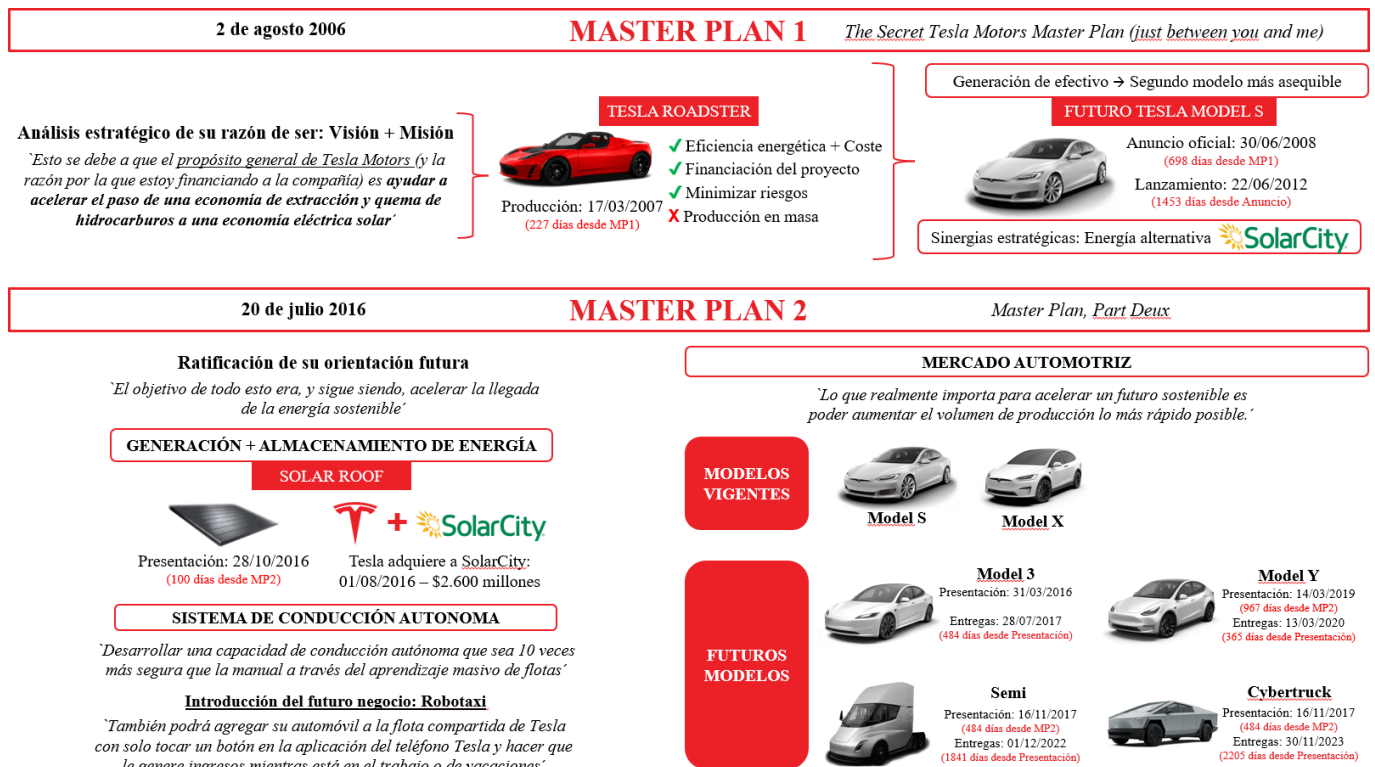 2 de agosto 2006
MASTER PLAN 1
The Secret Tesla Motors Master Plan (just between you and me)
Análisis estratégico de su razón de ser: Visión + Misión
`Esto se debe a que el propósito general de Tesla Motors (y la
razón por la que estoy financiando a la compañía) es ayudar a
acelerar el paso de una economía de extracción y quema de
hidrocarburos a una economía eléctrica solar´
TESLA ROADSTER
Producción: 17/03/2007
(227 días desde MP1)
✓ Eficiencia energética + Coste
✓ Financiación del proyecto
✓ Minimizar riesgos
X Producción en masa
Generación de efectivo → Segundo modelo más asequible
FUTURO TESLA MODEL S
Anuncio oficial: 30/06/2008
(698 días desde MP1)
Lanzamiento: 22/06/2012
(1453 días desde Anuncio)
Sinergias estratégicas: Energía alternativa SolarCity
20 de julio 2016
MASTER PLAN 2
Master Plan, Part Deux
Ratificación de su orientación futura
`El objetivo de todo esto era, y sigue siendo, acelerar la llegada
de la energía sostenible´
GENERACIÓN + ALMACENAMIENTO DE ENERGÍA
SOLAR ROOF
+ SolarCity
Presentación: 28/10/2016
(100 días desde MP2)
Tesla adquiere a SolarCity:
01/08/2016 – $2.600 millones
SISTEMA DE CONDUCCIÓN AUTONOMA
`Desarrollar una capacidad de conducción autónoma que sea 10 veces
más segura que la manual a través del aprendizaje masivo de flotas´
Introducción del futuro negocio: Robotaxi
`También podrá agregar su automóvil a la flota compartida de Tesla
con solo tocar un botón en la aplicación del teléfono Tesla y hacer que
le genere ingresos mientras está en el trabajo o de vacaciones´
MERCADO AUTOMOTRIZ
`Lo que realmente importa para acelerar un futuro sostenible es
poder aumentar el volumen de producción lo más rápido posible.´
MODELOS
VIGENTES
Model S
Model X
FUTUROS
MODELOS
Model 3
Presentación: 31/03/2016
Entregas: 28/07/2017
(484 días desde Presentación)
Model Y
Presentación: 14/03/2019
(967 días desde MP2)
Entregas: 13/03/2020
(365 días desde Presentación)
Semi
Presentación: 16/11/2017
(484 días desde MP2)
Entregas: 01/12/2022
(1841 días desde Presentación)
Cybertruck
Presentación: 16/11/2017
(484 días desde MP2)
Entregas: 30/11/2023
(2205 días desde Presentación)